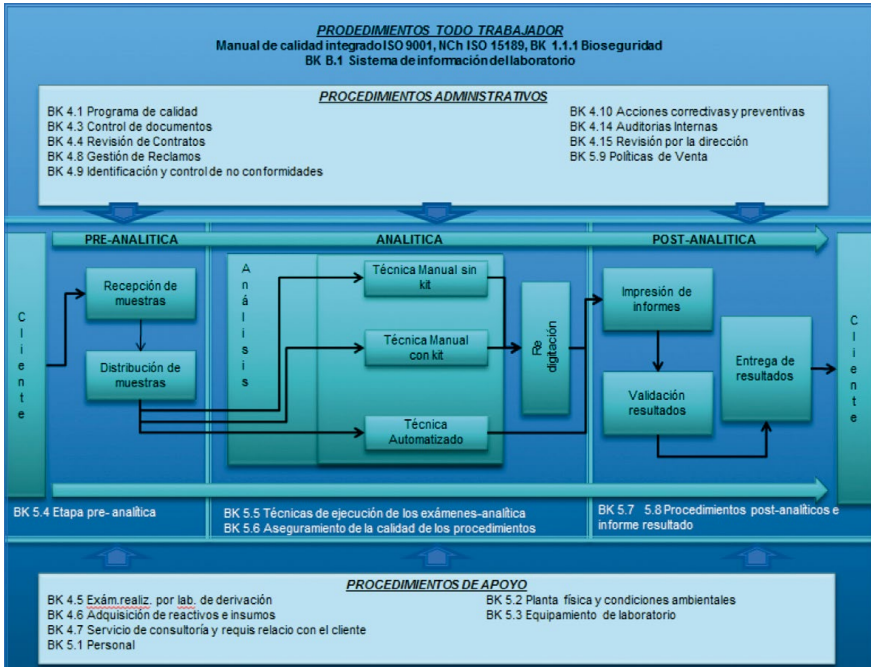 PRODEDIMIENTOS TODO TRABAJADOR
Manual de calidad integrado ISO 9001, NCh ISO 15189, BK 1.1.1 Bioseguridad
BK B.1 Sistema de información del laboratorio
PROCEDIMIENTOS ADMINISTRATIVOS
BK 4.1 Programa de calidad
BK 4.3 Control de documentos
BK 4.4 Revisión de Contratos
BK 4.8 Gestión de Reclamos
BK 4.9 Identificación y control de no conformidades
BK 4.10 Acciones correctivas y preventivas
BK 4.14 Auditorias Internas
BK 4.15 Revisión por la dirección
BK 5.9 Políticas de Venta
PRE-ANALITICA
ANALÍTICA
POST-ANALITICA
Cliente
Recepción de
muestras
Distribución de
muestras
Análisis
Técnica Manual sin
kit
Técnica Manual
con kit
Técnica
Automatizado
Re
digitación
Impresión de
informes
Validación
resultados
Entrega de
resultados
Cliente
BK 5.4 Etapa pre- analítica
BK 5.5 Técnicas de ejecución de los exámenes-analítica
BK 5.6 Aseguramiento de la calidad de los procedimientos
BK 5.7 5.8 Procedimientos post-analíticos e
informe resultado
PROCEDIMIENTOS DE APOYO
BK 4.5 Exám.realiz. por lab. de derivación
BK 4.6 Adquisición de reactivos e insumos
BK 4.7 Servicio de consultoría y requis relacio con el cliente
BK 5.1 Personal
BK 5.2 Planta física y condiciones ambientales
BK 5.3 Equipamiento de laboratorio